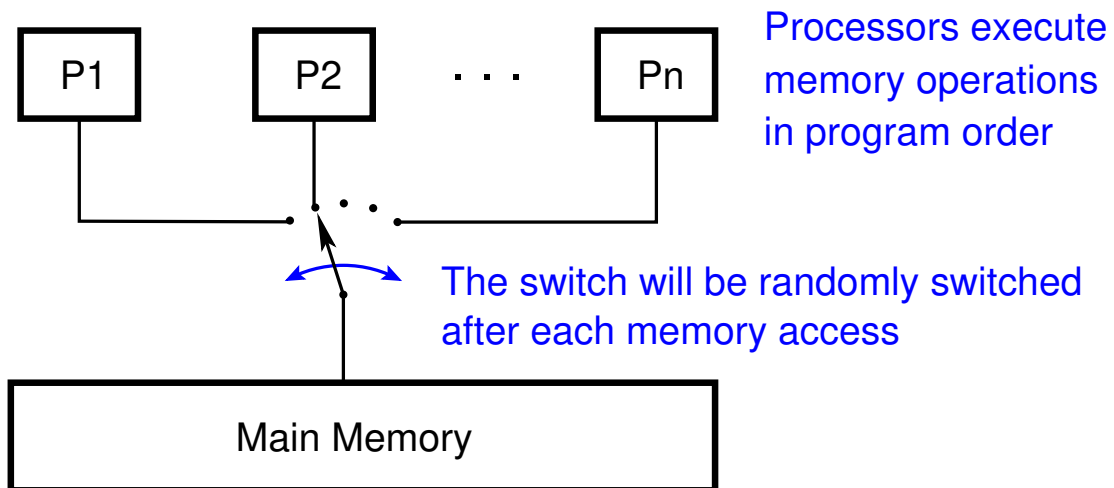 P1
P2
. . .
Pn
Processors execute
memory operations
in program order
The switch will be randomly switched
after each memory access
Main Memory